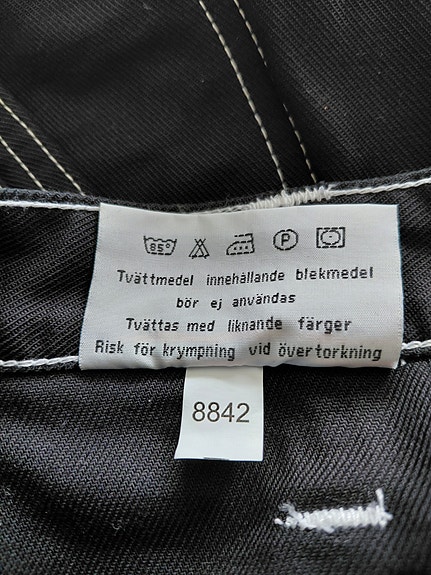 85°
P
Tvättmedel innehållande blekmedel
bör ej användas
Tvättas med liknande färger
Risk för krympning vid övertorkning
8842